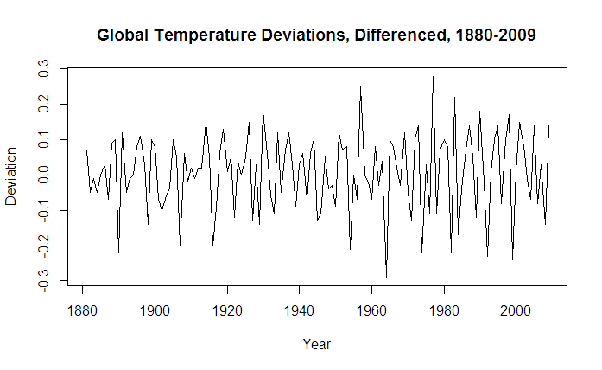 Global Temperature Deviations, Differenced, 1880-2009
Deviation
0.3
0.2
0.1
0.0
-0.1
-0.2
-0.3
1880 1900 1920 1940 1960 1980 2000
Year